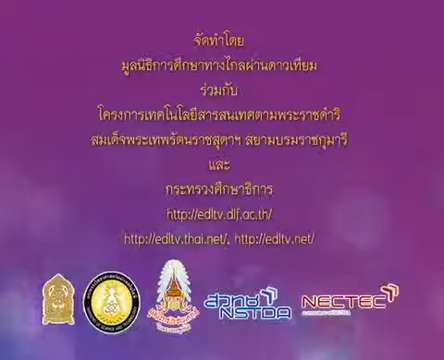 จัดทำโดย
มูลนิธิการศึกษาทางไกลผ่านดาวเทียม
ร่วมกับ
โครงการเทคโนโลยีสารสนเทศตามพระราชดำริ
สมเด็จพระเทพรัตนราชสุดาฯ สยามบรมราชกุมารี
และ
กระทรวงศึกษาธิการ
http://edltv.dlf.ac.th/
http://edltv.thai.net/, http://edltv.net/
สวทช
NSTDA
NECTEC